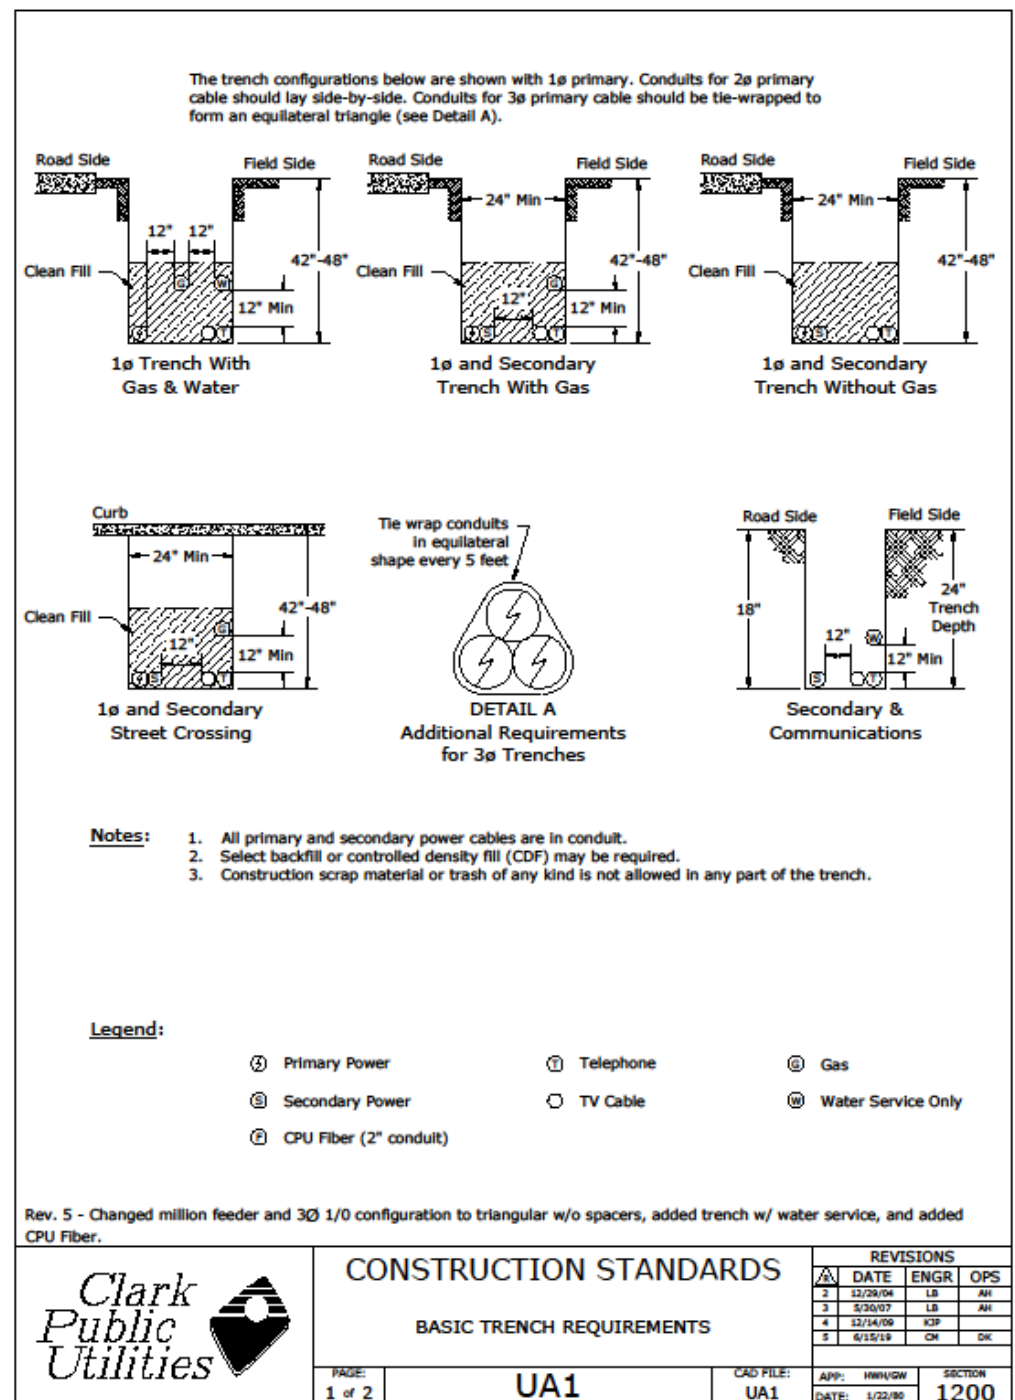 The trench configurations below are shown with 1ø primary. Conduits for 2ø primary
cable should lay side-by-side. Conduits for 3ø primary cable should be tie-wrapped to
form an equilateral triangle (see Detail A).
Road Side
Field Side
12" 12"
42"-48"
Clean Fill
G
W
12" Min
T
1ø Trench With
Gas & Water
Road Side
Field Side
24" Min
42"-48"
Clean Fill
G
12"
12" Min
S
T
1ø and Secondary
Trench With Gas
Road Side
Field Side
24" Min
42"-48"
Clean Fill
S
T
1ø and Secondary
Trench Without Gas
Curb
24" Min
42"-48"
Clean Fill
G
12"
12" Min
S
T
1ø and Secondary
Street Crossing
Tie wrap conduits
in equilateral
shape every 5 feet
DETAIL A
Additional Requirements
for 3ø Trenches
Road Side
Field Side
18"
24"
Trench
Depth
12"
W
12" Min
S
T
Secondary &
Communications
Notes:
1. All primary and secondary power cables are in conduit.
2. Select backfill or controlled density fill (CDF) may be required.
3. Construction scrap material or trash of any kind is not allowed in any part of the trench.
Legend:
Primary Power
T Telephone
G Gas
S Secondary Power
TV Cable
W Water Service Only
F CPU Fiber (2" conduit)
Rev. 5 - Changed million feeder and 3Ø 1/0 configuration to triangular w/o spacers, added trench w/ water service, and added
CPU Fiber.
Clark
Public
Utilities
CONSTRUCTION STANDARDS
BASIC TRENCH REQUIREMENTS
PAGE:
1 of 2
UA1
CAD FILE:
UA1
REVISIONS
DATE ENGR OPS
2 12/29/04 LB AH
3 5/30/07 LB AH
4 12/14/09 KJP
5 6/15/19 CM DK
APP: HWH/GW
DATE: 1/22/80
SECTION
1200